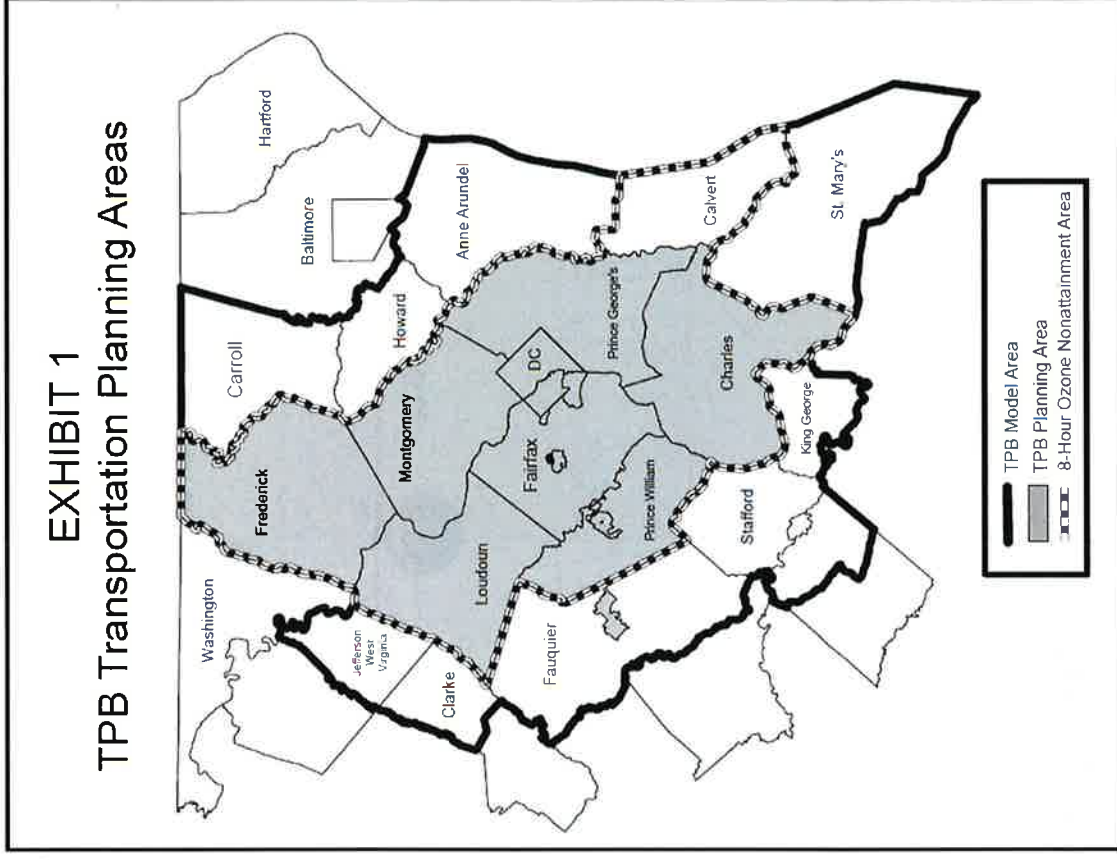 EXHIBIT 1
TPB Transportation Planning Areas
Hartford
Baltimore
Carroll
Washington
Frederick
Howard
Anne Arundel
Montgomery
Jefferson
West
Virginia
Clarke
Loudoun
DC
Fairfax
Prince George's
Calvert
Fauquier
Prince William
Charles
St. Mary's
Stafford
King George
TPB Model Area
TPB Planning Area
8-Hour Ozone Nonattainment Area